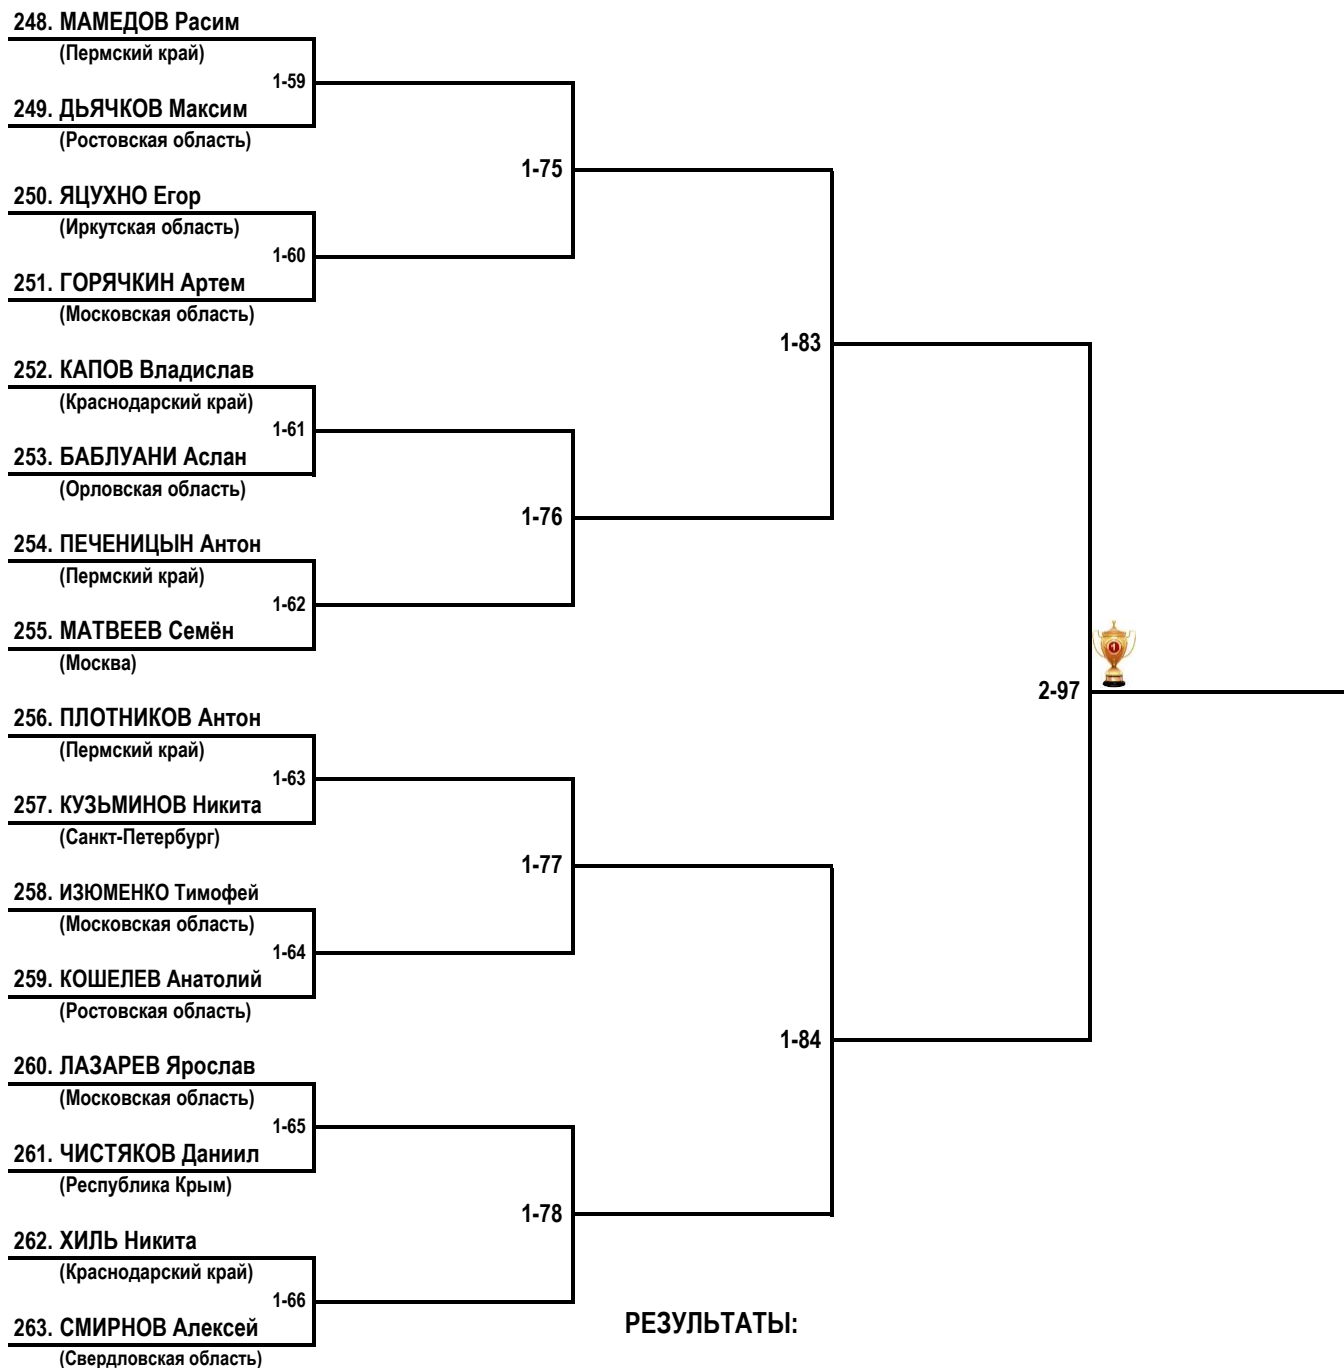 248. МАМЕДОВ Расим
(Пермский край)
1-59
249. ДЬЯЧКОВ Максим
(Ростовская область)
1-75
250. ЯЦУХНО Егор
(Иркутская область)
1-60
251. ГОРЯЧКИН Артем
(Московская область)
1-83
252. КАПОВ Владислав
(Краснодарский край)
1-61
253. БАБЛУАНИ Аслан
(Орловская область)
1-76
254. ПЕЧЕНИЦЫН Антон
(Пермский край)
1-62
255. МАТВЕЕВ Семён
(Москва)
1
2-97
256. ПЛОТНИКОВ Антон
(Пермский край)
1-63
257. КУЗЬМИНОВ Никита
(Санкт-Петербург)
1-77
258. ИЗЮМЕНКО Тимофей
(Московская область)
1-64
259. КОШЕЛЕВ Анатолий
(Ростовская область)
1-84
260. ЛАЗАРЕВ Ярослав
(Московская область)
1-65
261. ЧИСТЯКОВ Даниил
(Республика Крым)
1-78
262. ХИЛЬ Никита
(Краснодарский край)
1-66
263. СМИРНОВ Алексей
(Свердловская область)
РЕЗУЛЬТАТЫ: